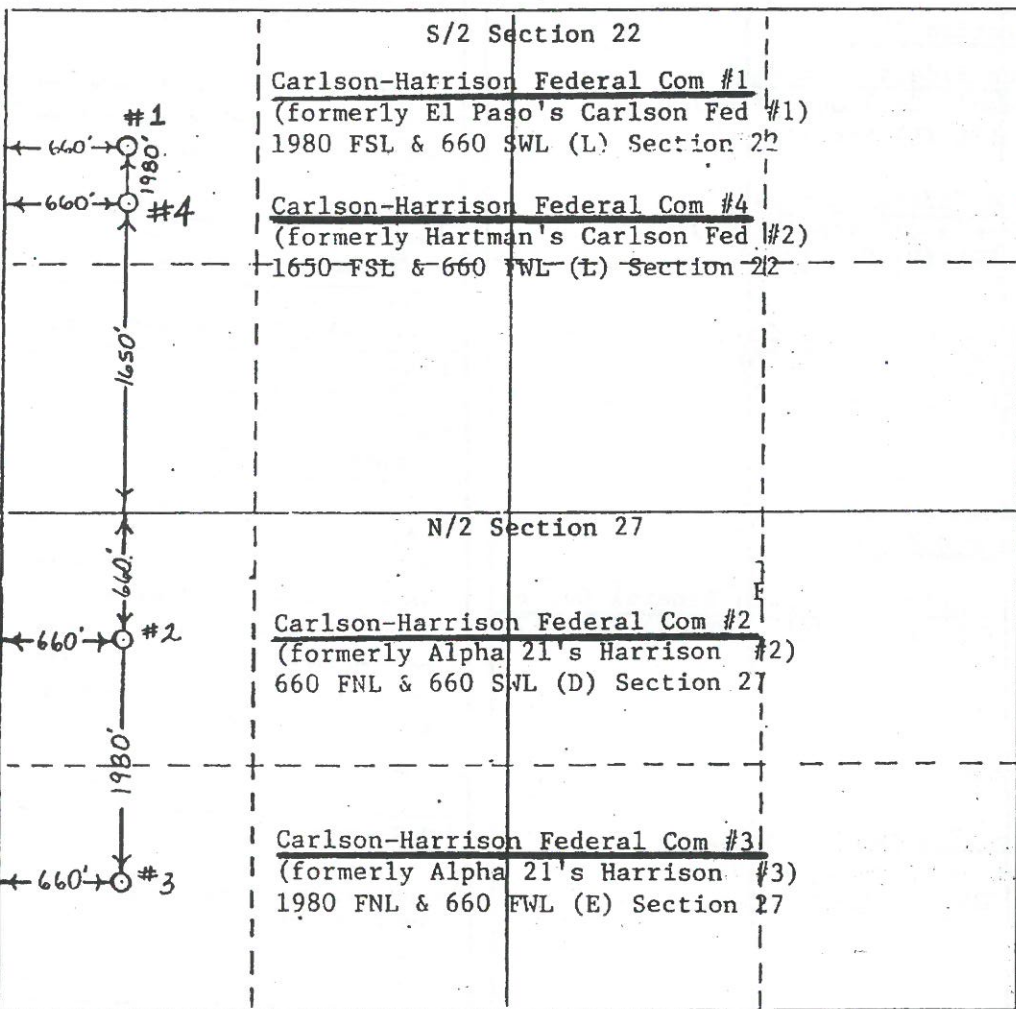 S/2 Section 22
Carlson-Harrison Federal Com #1
(formerly El Paso's Carlson Fed #1)
1980 FSL & 660 SWL (L) Section 22
#1
660'
1980'
Carlson-Harrison Federal Com #4
(formerly Hartman's Carlson Fed #2)
1650 FSL & 660 FWL (L) Section 22
660'
#4
1650'
N/2 Section 27
660'
E
Carlson-Harrison Federal Com #2
(formerly Alpha 21's Harrison #2)
660 FNL & 660 SWL (D) Section 27
660'
#2
1980'
Carlson-Harrison Federal Com #3
(formerly Alpha 21's Harrison #3)
1980 FNL & 660 FWL (E) Section 27
660'
#3